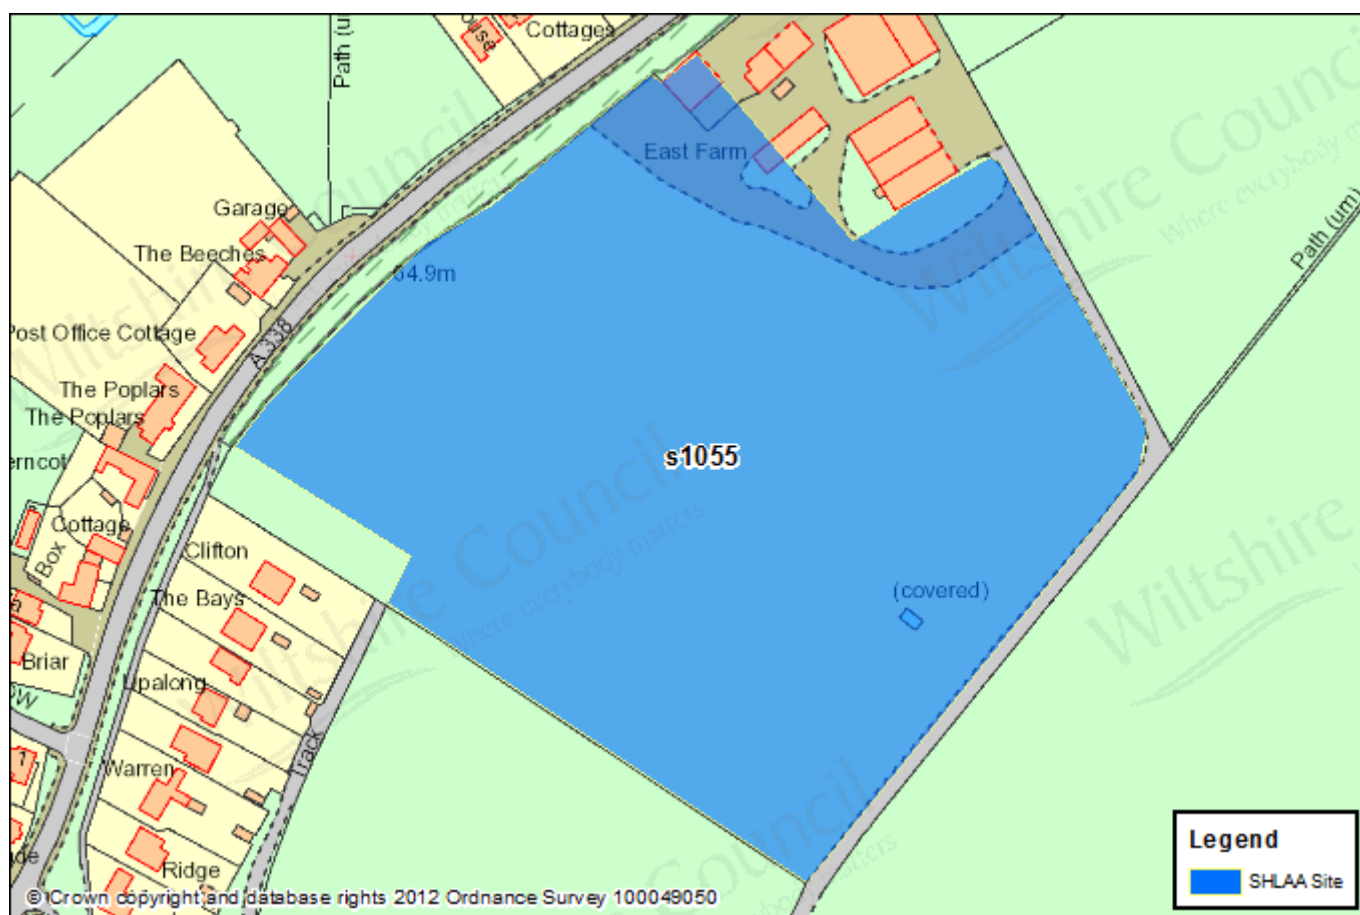 Cottages
Path (u
Garage
The Beeches
East Farm
64.9m
Path (um)
Post Office Cottage
A 338
The Poplars
The Poplars
s1055
Cottage
Box
Clifton
The Bays
(covered)
Briar
Upalong
Warren
Track
1
Ridge
Legend
SHLAA Site
© Crown copyright and database rights 2012 Ordnance Survey 100049050
Wiltshire Council
Where everybody matters